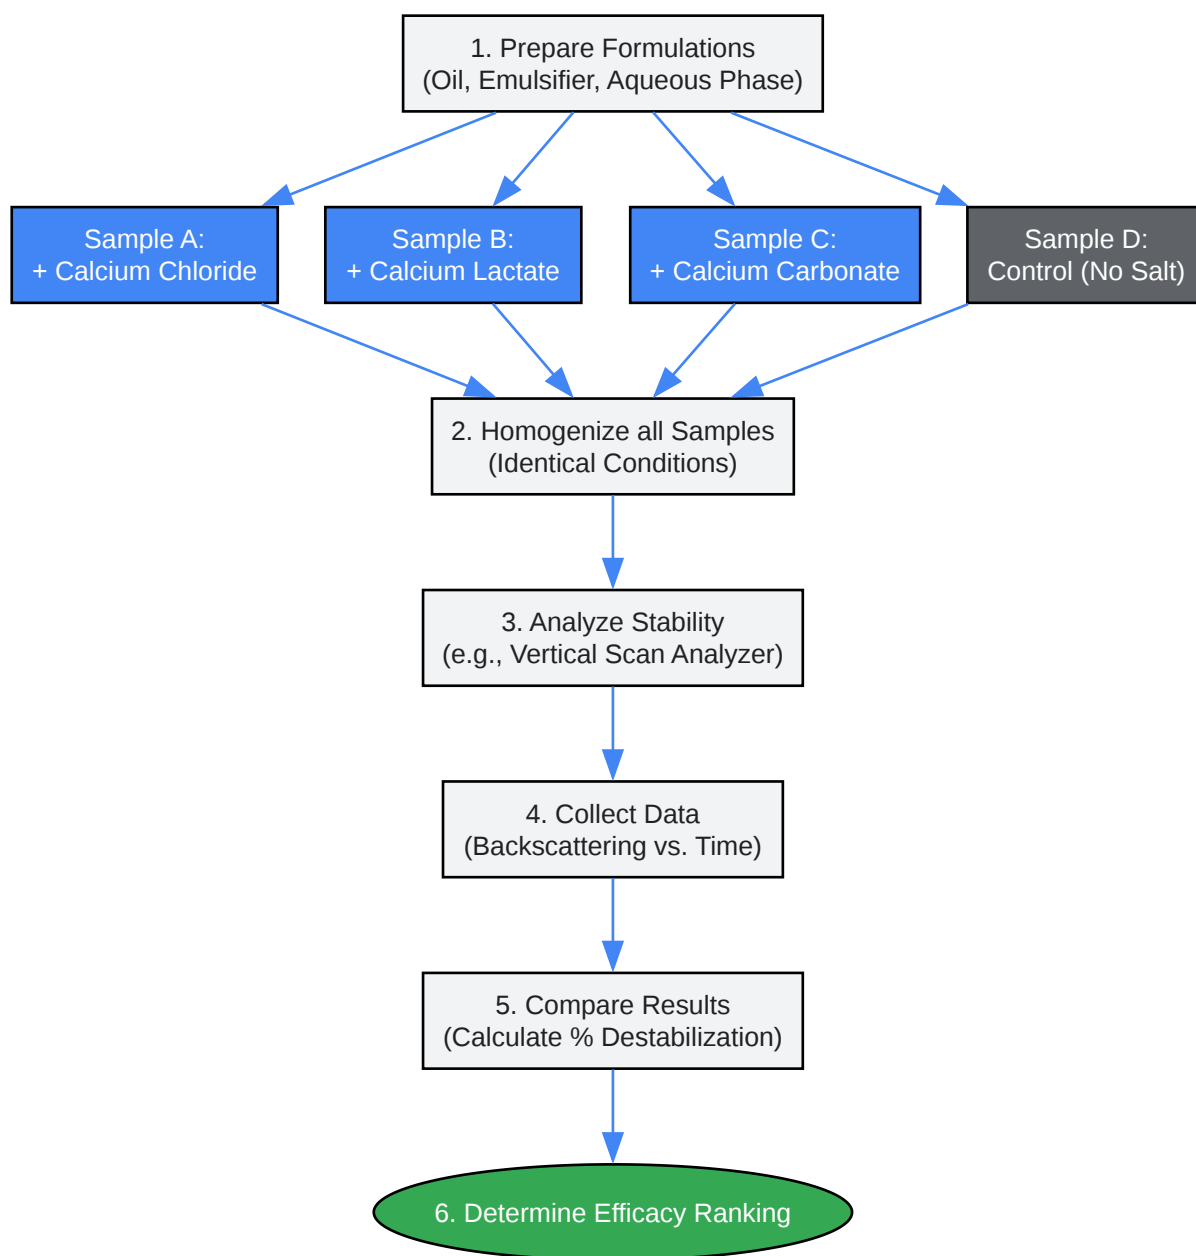 1. Prepare Formulations
(Oil, Emulsifier, Aqueous Phase)
Sample A:
+ Calcium Chloride
Sample B:
+ Calcium Lactate
Sample C:
+ Calcium Carbonate
Sample D:
Control (No Salt)
2. Homogenize all Samples
(Identical Conditions)
3. Analyze Stability
(e.g., Vertical Scan Analyzer)
4. Collect Data
(Backscattering vs. Time)
5. Compare Results
(Calculate % Destabilization)
6. Determine Efficacy Ranking